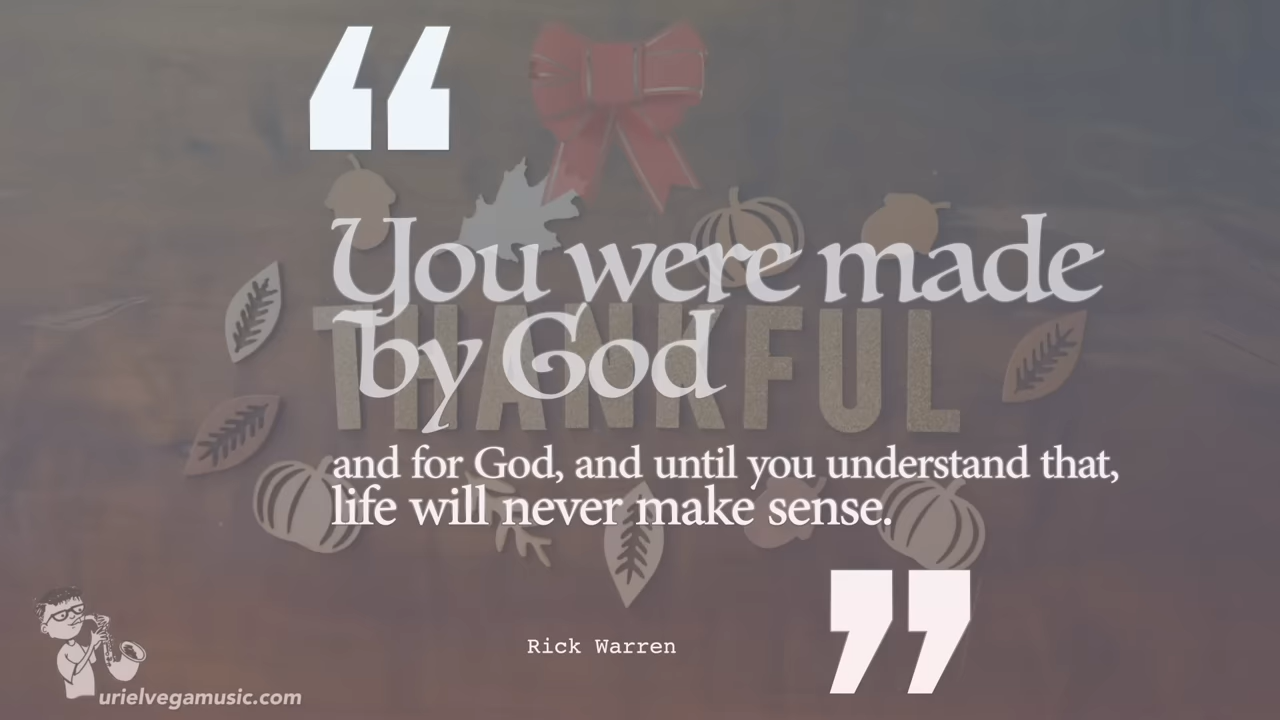 “
You were made
by God
THANKFUL
and for God, and until you understand that,
life will never make sense.
”
Rick Warren
urielvegamusic.com